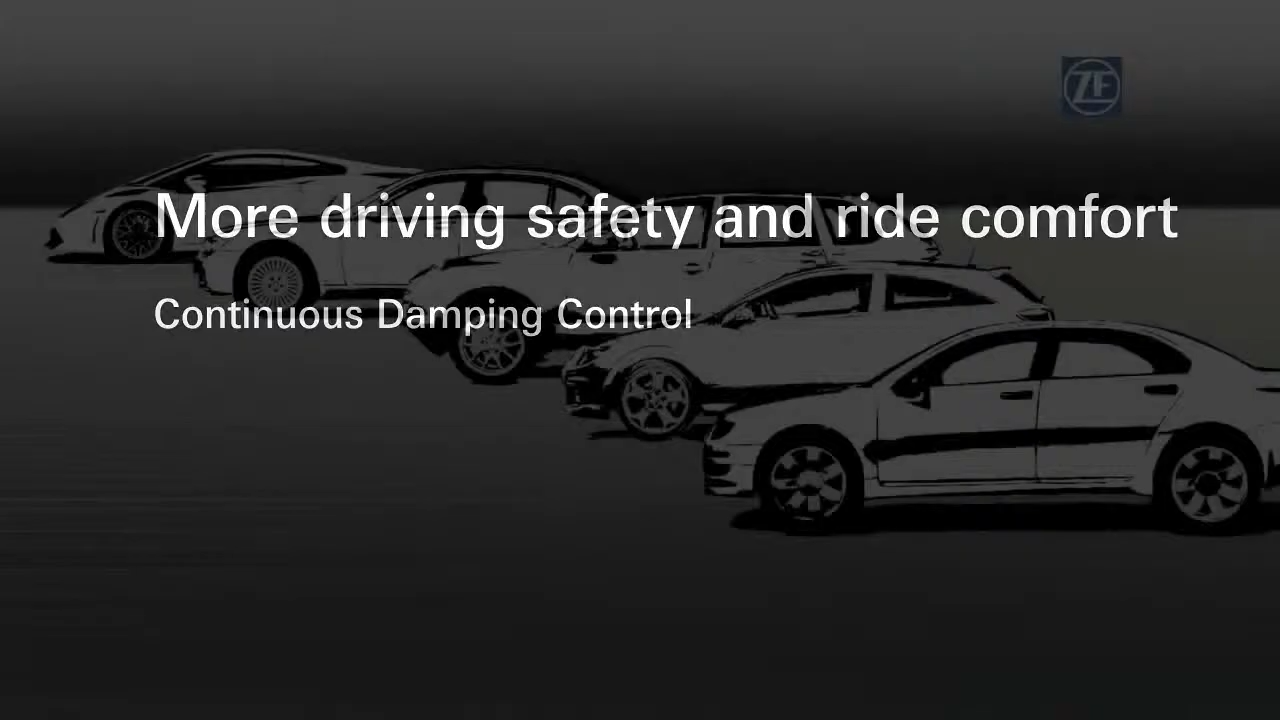 ZF
More driving safety and ride comfort
Continuous Damping Control